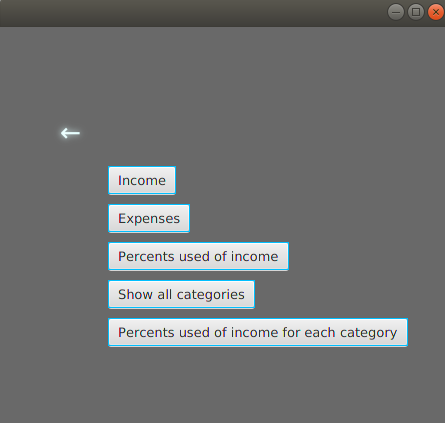 ←
Income
Expenses
Percents used of income
Show all categories
Percents used of income for each category